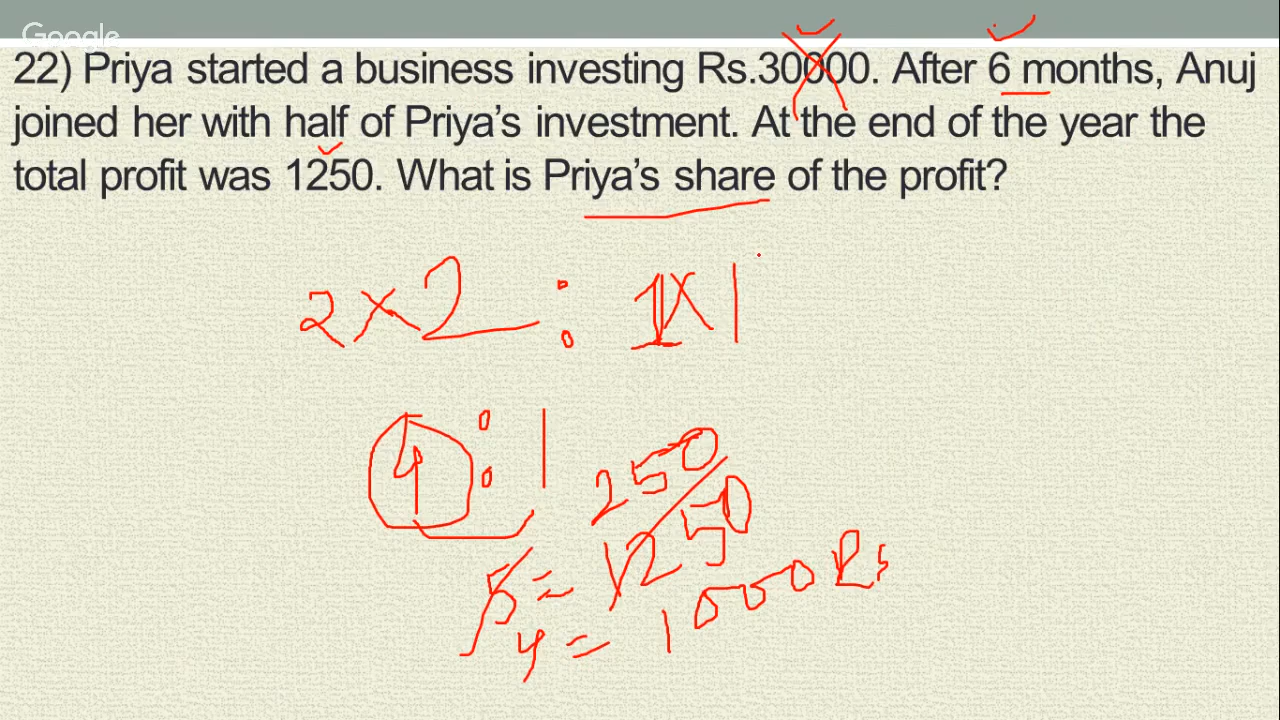 Google
22) Priya started a business investing Rs.30000. After 6 months, Anuj
joined her with half of Priya's investment. At the end of the year the
total profit was 1250. What is Priya's share of the profit?
2 × 2 : 1 × 1
4 : 1
250
5 = 1250
4 = 1000 Rs